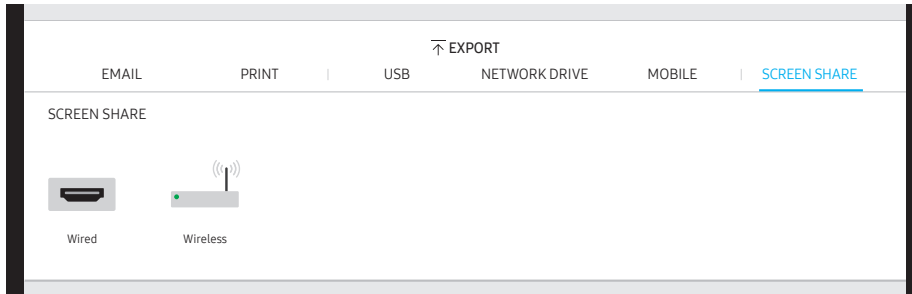 EXPORT
EMAIL PRINT USB NETWORK DRIVE MOBILE SCREEN SHARE
SCREEN SHARE
Wired Wireless